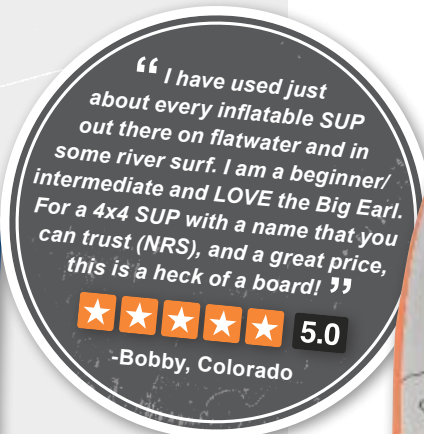 “ I have used just
about every inflatable SUP
out there on flatwater and in
some river surf. I am a beginner/
intermediate and LOVE the Big Earl.
For a 4x4 SUP with a name that you
can trust (NRS), and a great price,
this is a heck of a board! ”
5.0
-Bobby, Colorado